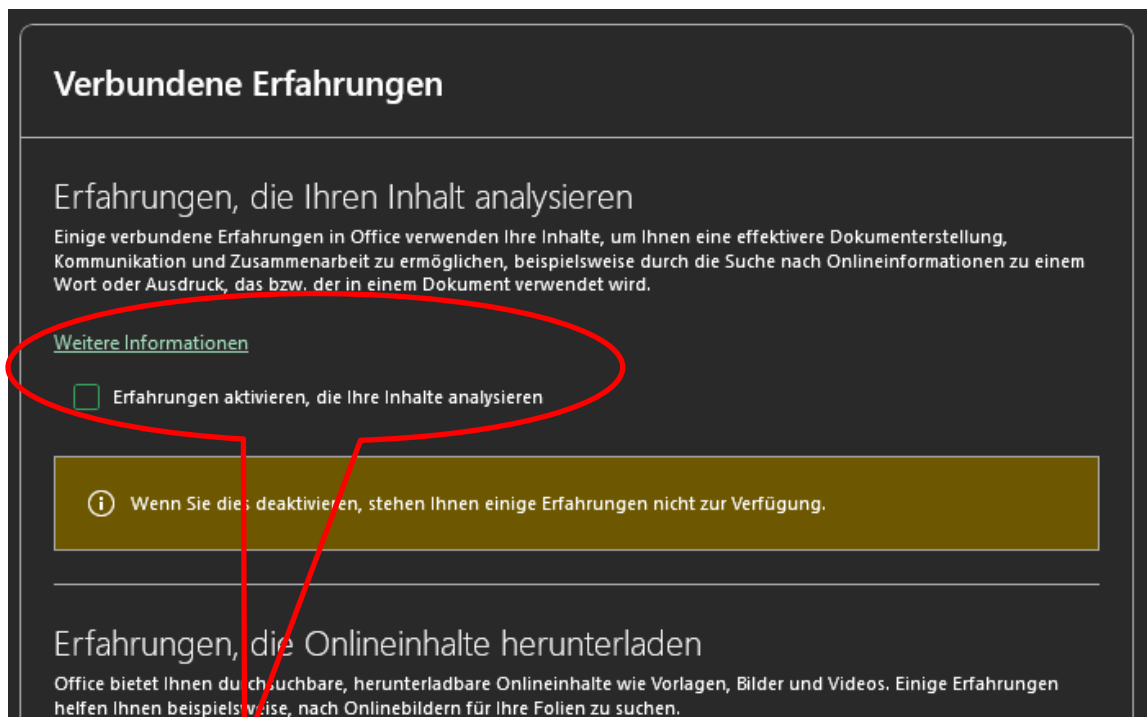 Verbundene Erfahrungen
Erfahrungen, die Ihren Inhalt analysieren
Einige verbundene Erfahrungen in Office verwenden Ihre Inhalte, um Ihnen eine effektivere Dokumenterstellung,
Kommunikation und Zusammenarbeit zu ermöglichen, beispielsweise durch die Suche nach Onlineinformationen zu einem
Wort oder Ausdruck, das bzw. der in einem Dokument verwendet wird.
Weitere Informationen
Erfahrungen aktivieren, die Ihre Inhalte analysieren
Wenn Sie dies deaktivieren, stehen Ihnen einige Erfahrungen nicht zur Verfügung.
Erfahrungen, die Onlineinhalte herunterladen
Office bietet Ihnen durchsuchbare, herunterladbare Onlineinhalte wie Vorlagen, Bilder und Videos. Einige Erfahrungen
helfen Ihnen beispielsweise, nach Onlinebildern für Ihre Folien zu suchen.